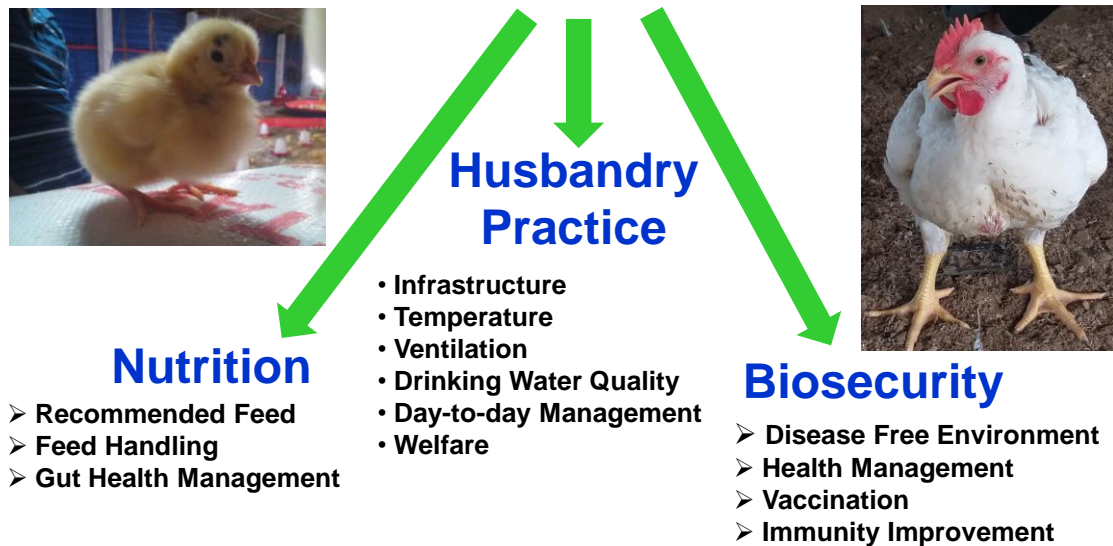 Husbandry
Practice
• Infrastructure
• Temperature
• Ventilation
• Drinking Water Quality
• Day-to-day Management
• Welfare
Nutrition
➢ Recommended Feed
➢ Feed Handling
➢ Gut Health Management
Biosecurity
➢ Disease Free Environment
➢ Health Management
➢ Vaccination
➢ Immunity Improvement